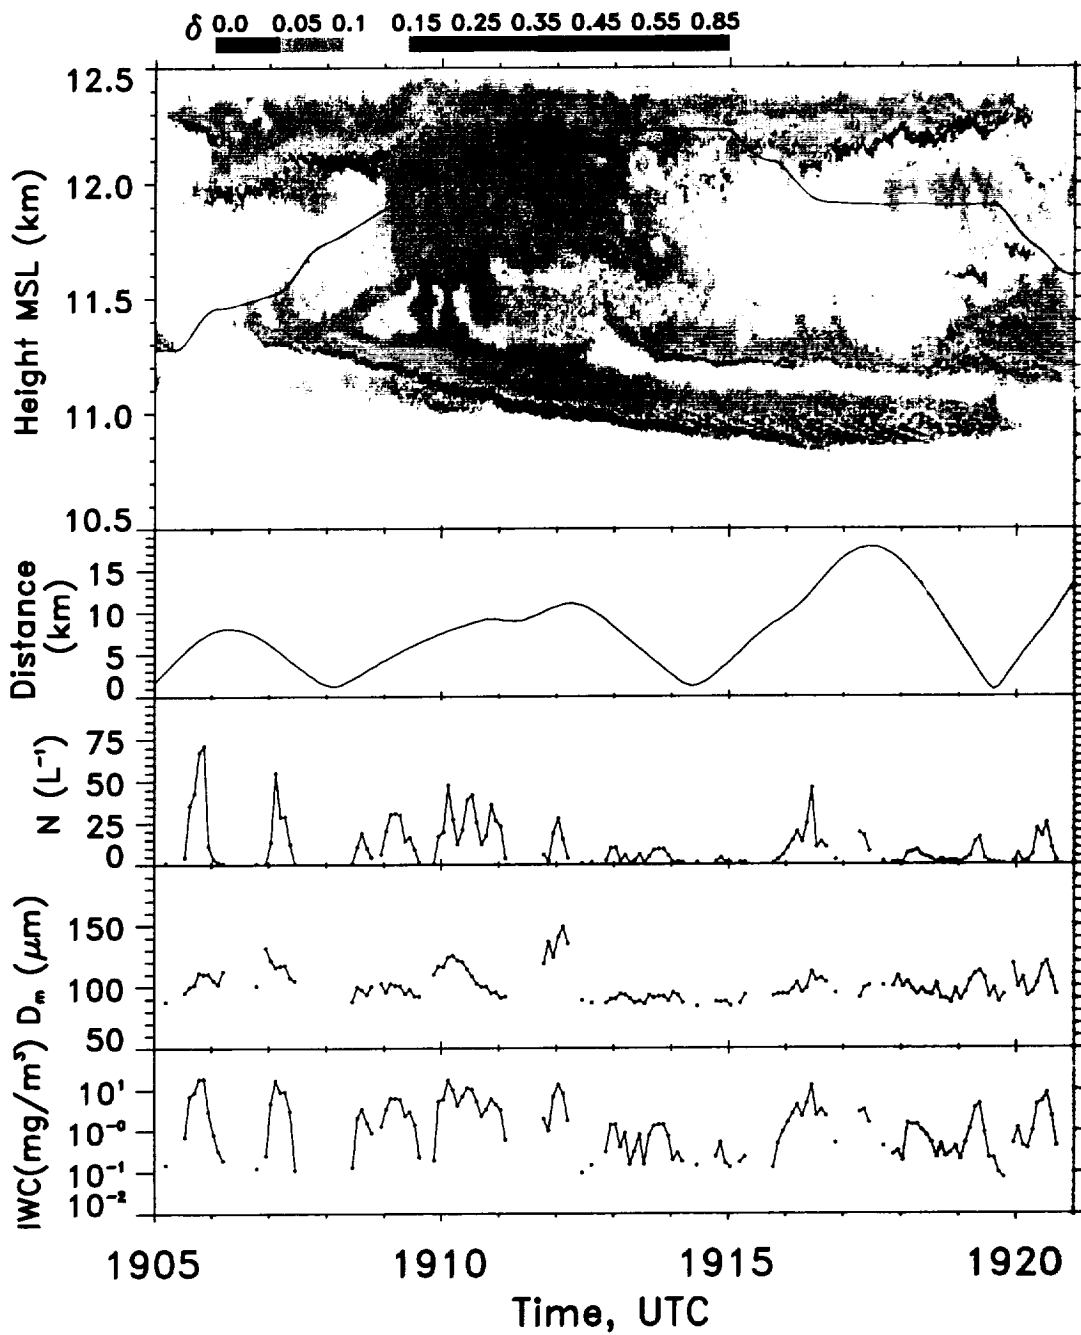 δ 0.0 0.05 0.1 0.15 0.25 0.35 0.45 0.55 0.85
12.5
12.0
11.5
11.0
10.5
Height MSL (km)
15
10
5
0
Distance
(km)
75
50
25
0
N (L⁻¹)
150
100
50
Dₘ (μm)
10¹
10⁻⁰
10⁻¹
10⁻²
IWC(mg/m³)
1905 1910 1915 1920
Time, UTC